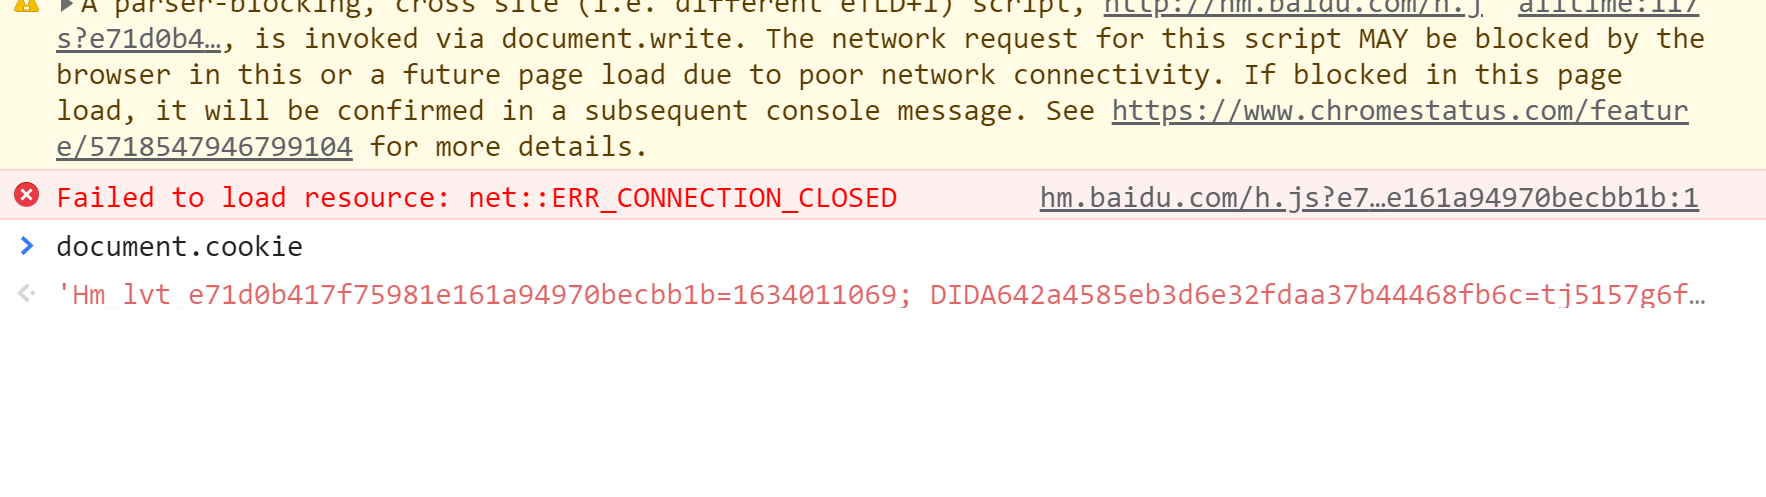 A parser-blocking, cross site (i.e. different eTLD+1) script, http://hm.baidu.com/h.j alltime:117
s?e71d0b4…, is invoked via document.write. The network request for this script MAY be blocked by the
browser in this or a future page load due to poor network connectivity. If blocked in this page
load, it will be confirmed in a subsequent console message. See https://www.chromestatus.com/featur
e/5718547946799104 for more details.
Failed to load resource: net::ERR_CONNECTION_CLOSED hm.baidu.com/h.js?e7…e161a94970becbb1b:1
document.cookie
'Hm_lvt_e71d0b417f75981e161a94970becbb1b=1634011069; DIDA642a4585eb3d6e32fdaa37b44468fb6c=tj5157g6f…